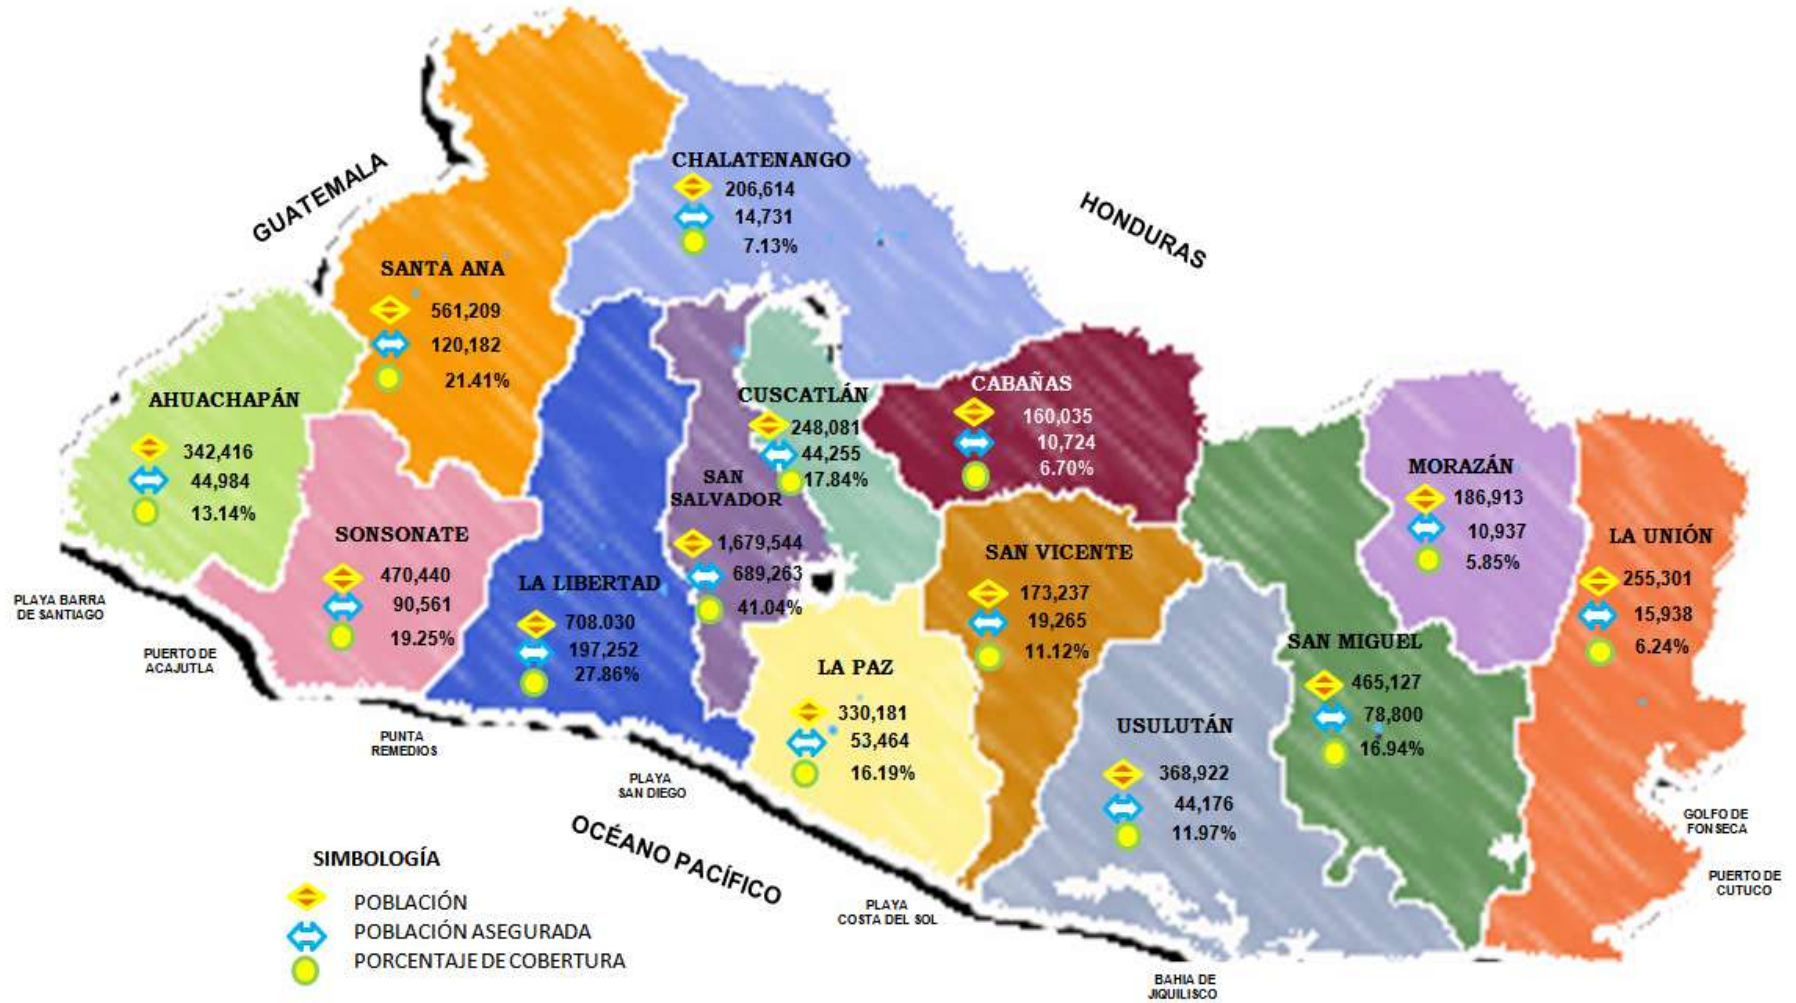 GUATEMALA
HONDURAS
CHALATENANGO
206,614
14,731
7.13%
SANTA ANA
561,209
120,182
21.41%
AHUACHAPÁN
342,416
44,984
13.14%
SONSONATE
470,440
90,561
19.25%
LA LIBERTAD
708.030
197,252
27.86%
SAN
SALVADOR
1,679,544
689,263
41.04%
CUSCATLÁN
248,081
44,255
17.84%
CABAÑAS
160,035
10,724
6.70%
LA PAZ
330,181
53,464
16.19%
SAN VICENTE
173,237
19,265
11.12%
USULUTÁN
368,922
44,176
11.97%
SAN MIGUEL
465,127
78,800
16.94%
MORAZÁN
186,913
10,937
5.85%
LA UNIÓN
255,301
15,938
6.24%
PLAYA BARRA
DE SANTIAGO
PUERTO DE
ACAJUTLA
PUNTA
REMEDIOS
PLAYA
SAN DIEGO
OCÉANO PACÍFICO
PLAYA
COSTA DEL SOL
BAHIA DE
JIQUILISCO
GOLFO DE
FONSECA
PUERTO DE
CUTUCO
SIMBOLOGÍA
POBLACIÓN
POBLACIÓN ASEGURADA
PORCENTAJE DE COBERTURA